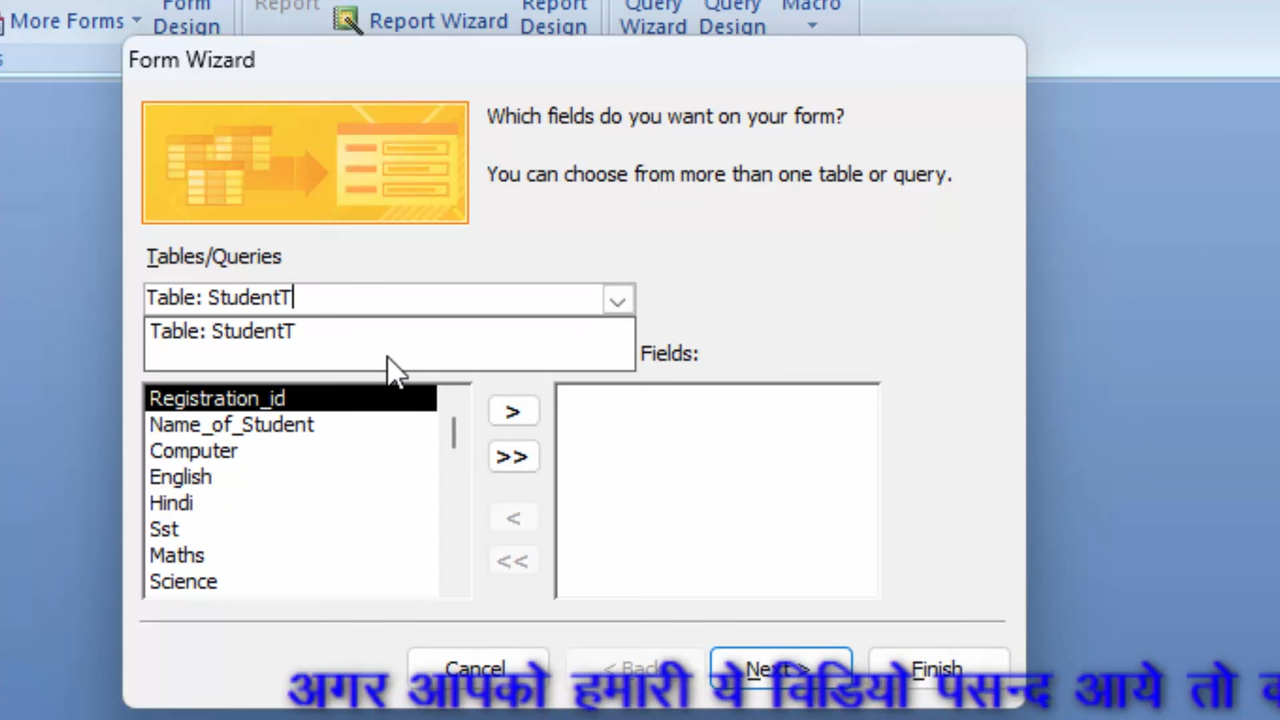 Form
Report
Report
Query
Query
Macro
More Forms
Design
Report Wizard
Design
Wizard
Design
Form Wizard
Which fields do you want on your form?
You can choose from more than one table or query.
Tables/Queries
Table: StudentT
Table: StudentT
Fields:
Registration_id
Name_of_Student
Computer
English
Hindi
Sst
Maths
Science
>
>>
<
<<
Cancel
< Back
Next >
Finish
अगर आपको हमारी ये विडियो पसन्द आये तो